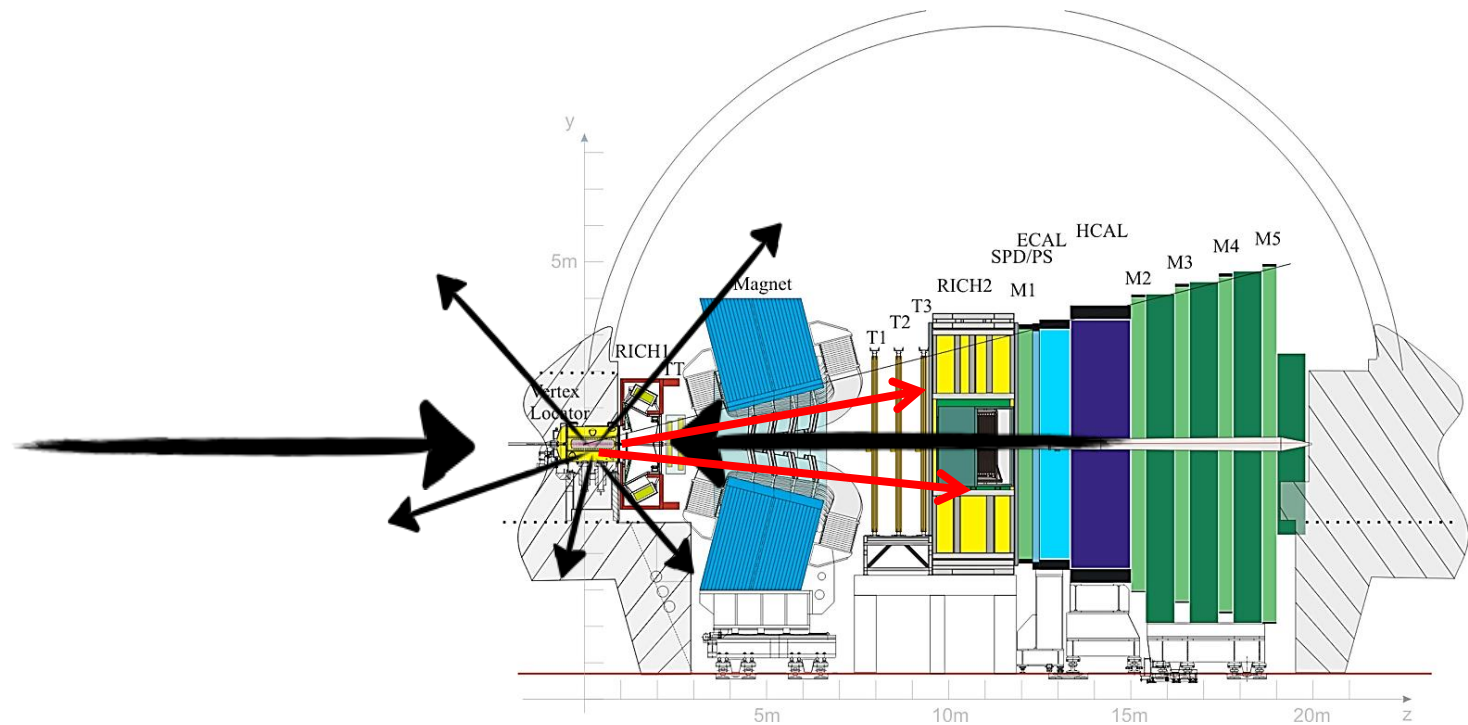 y
5m
Vertex
Locator
RICH1
TT
Magnet
T1
T2
T3
RICH2
M1
SPD/PS
ECAL
HCAL
M2
M3
M4
M5
5m
10m
15m
20m
z